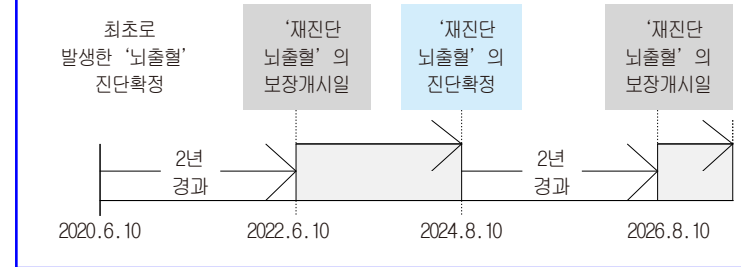 최초로
발생한 ‘뇌출혈’
진단확정
‘재진단
뇌출혈’의
보장개시일
‘재진단
뇌출혈’의
진단확정
‘재진단
뇌출혈’의
보장개시일
2년
경과
2년
경과
2020.6.10
2022.6.10
2024.8.10
2026.8.10